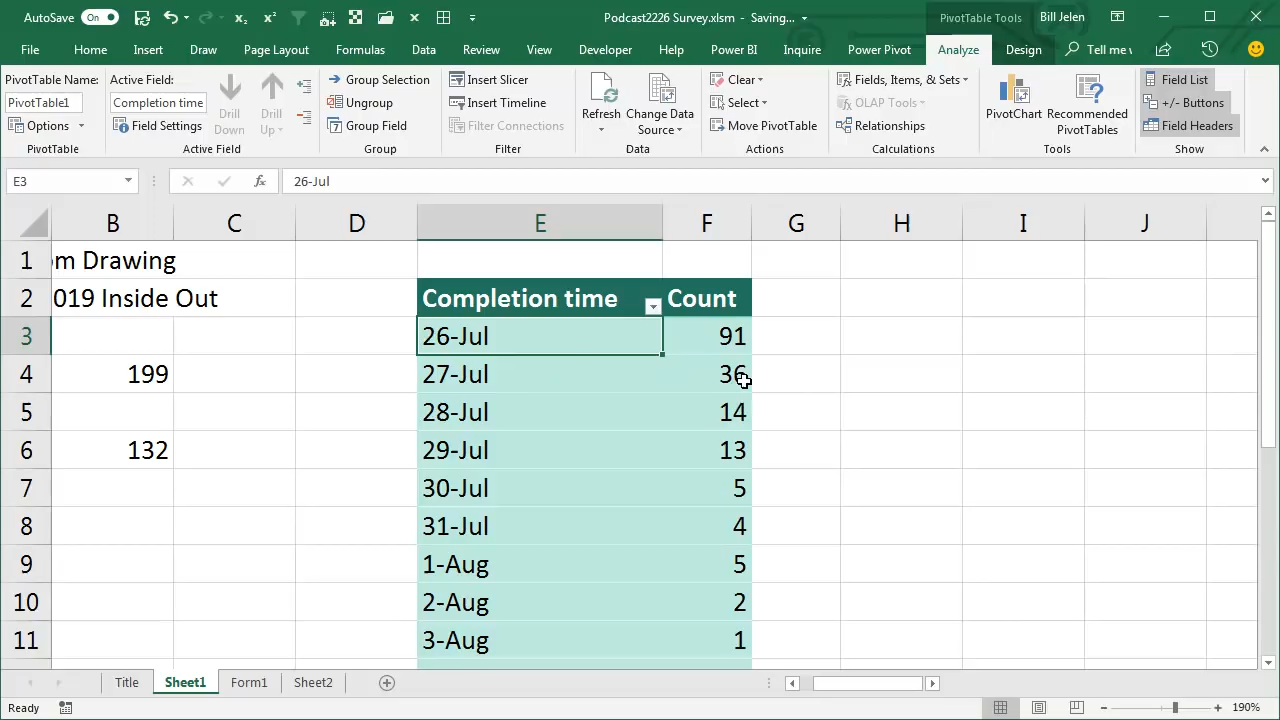 AutoSave On Podcast2226 Survey.xlsm - Saving... PivotTable Tools Bill Jelen
File Home Insert Draw Page Layout Formulas Data Review View Developer Help Power BI Inquire Power Pivot Analyze Design Tell me
PivotTable Name: Active Field: Group Selection Insert Slicer Clear Fields, Items, & Sets Field List
PivotTable1 Completion time Drill Down Drill Up Ungroup Insert Timeline Refresh Change Data Source Select OLAP Tools PivotChart Recommended PivotTables +/- Buttons
Options Field Settings Group Field Filter Connections Move PivotTable Relationships Field Headers
PivotTable Active Field Group Filter Data Actions Calculations Tools Show
E3 fx 26-Jul
B C D E F G H I J
1 om Drawing
2 019 Inside Out Completion time Count
3 26-Jul 91
4 199 27-Jul 36
5 28-Jul 14
6 132 29-Jul 13
7 30-Jul 5
8 31-Jul 4
9 1-Aug 5
10 2-Aug 2
11 3-Aug 1
Title Sheet1 Form1 Sheet2
Ready 190%